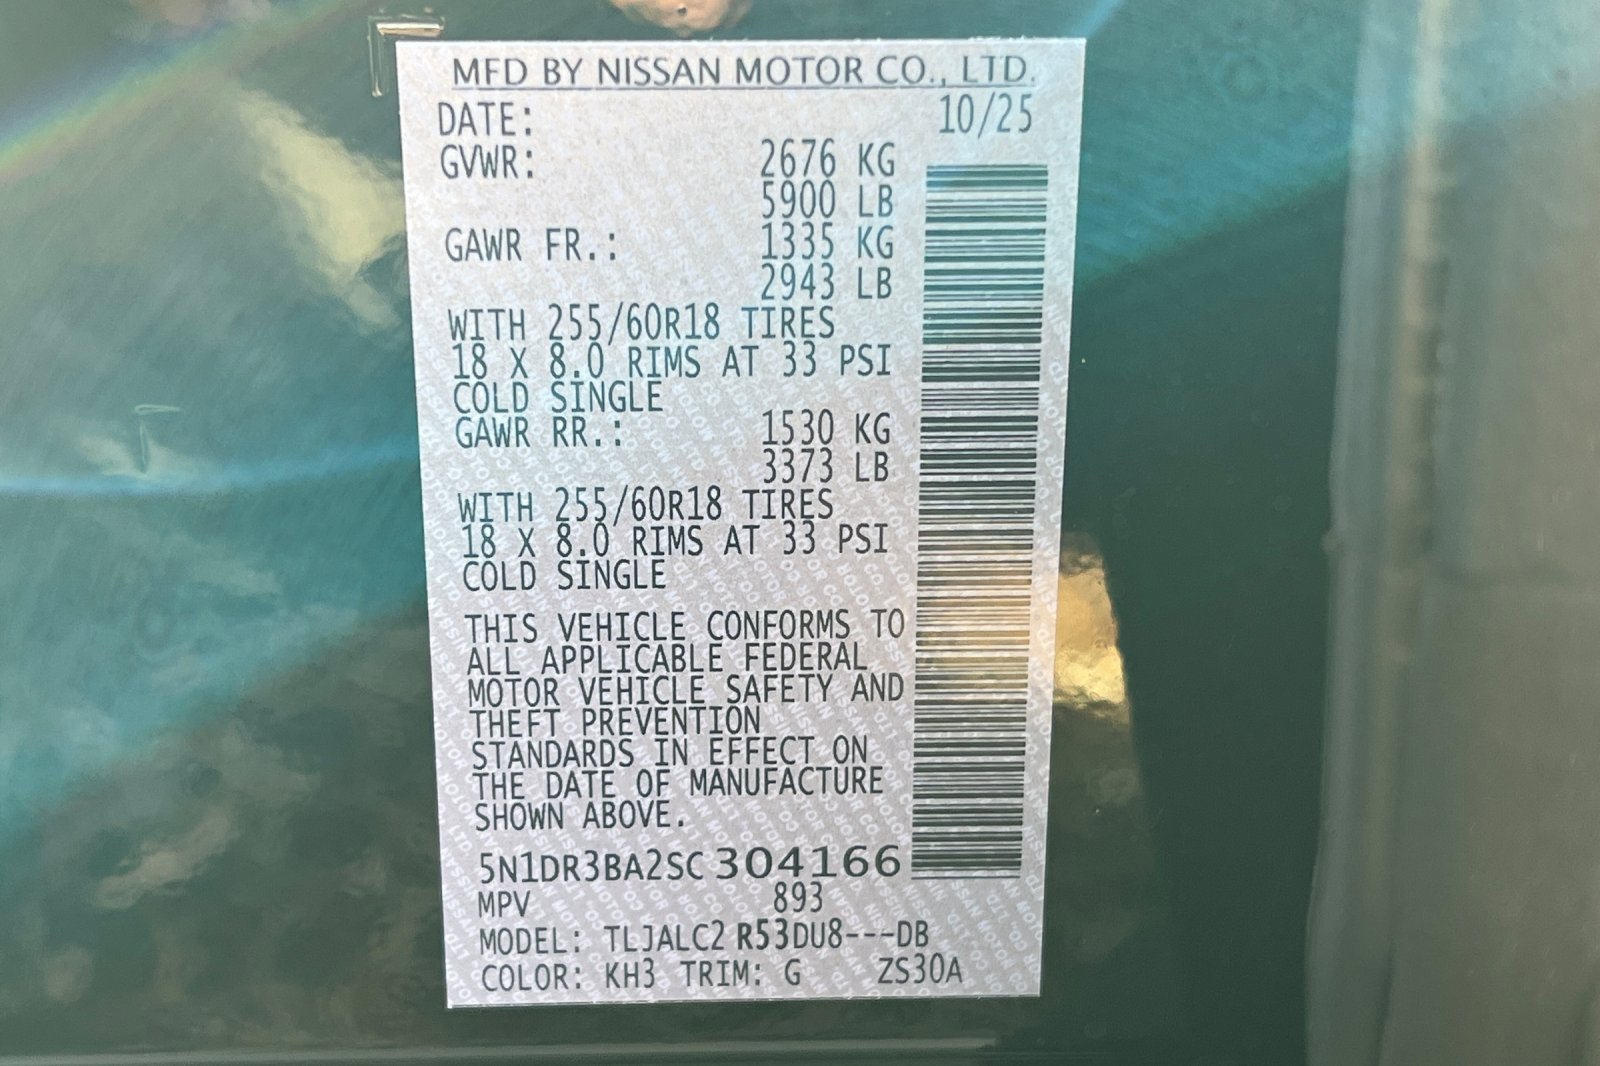 MFD BY NISSAN MOTOR CO., LTD.
DATE: 10/25
GVWR: 2676 KG
5900 LB
GAWR FR.: 1335 KG
2943 LB
WITH 255/60R18 TIRES
18 X 8.0 RIMS AT 33 PSI
COLD SINGLE
GAWR RR.: 1530 KG
3373 LB
WITH 255/60R18 TIRES
18 X 8.0 RIMS AT 33 PSI
COLD SINGLE
THIS VEHICLE CONFORMS TO
ALL APPLICABLE FEDERAL
MOTOR VEHICLE SAFETY AND
THEFT PREVENTION
STANDARDS IN EFFECT ON
THE DATE OF MANUFACTURE
SHOWN ABOVE.
5N1DR3BA2SC304166
MPV 893
MODEL: TLJALC2 R53DU8---DB
COLOR: KH3 TRIM: G ZS30A